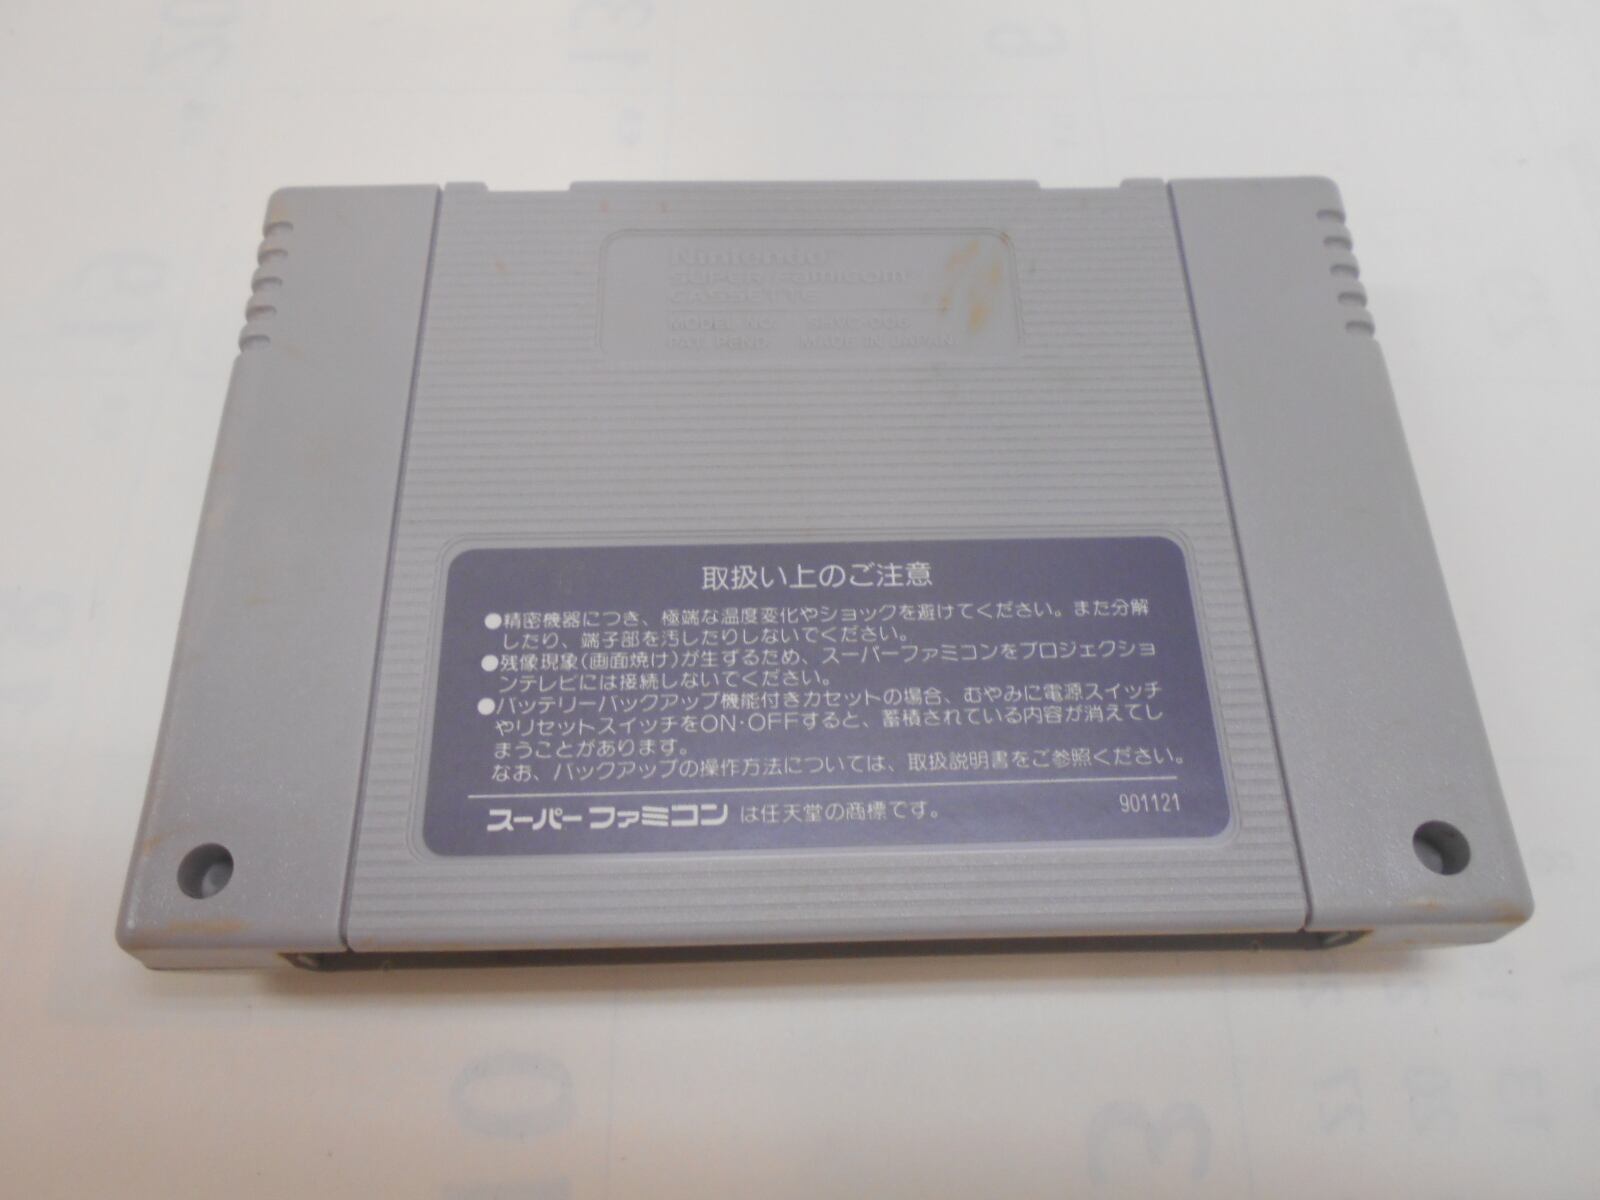 Nintendo
SUPER Famicom
CASSETTE
MODEL NO. SHVC-006
PAT. PEND. MADE IN JAPAN
取扱い上のご注意
●精密機器につき、極端な温度変化やショックを避けてください。また分解
したり、端子部を汚したりしないでください。
●残像現象(画面焼け)が生ずるため、スーパーファミコンをプロジェクショ
ンテレビには接続しないでください。
●バッテリーバックアップ機能付きカセットの場合、むやみに電源スイッチ
やリセットスイッチをON・OFFすると、蓄積されている内容が消えてし
まうことがあります。
なお、バックアップの操作方法については、取扱説明書をご参照ください。
スーパーファミコン は任天堂の商標です。 901121